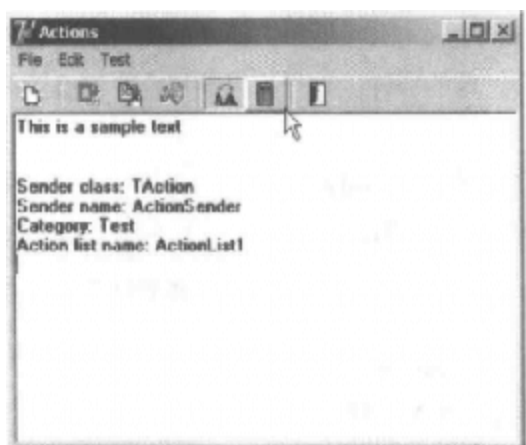 Actions
File Edit Test
This is a sample text
Sender class: TAction
Sender name: ActionSender
Category: Test
Action list name: ActionList1